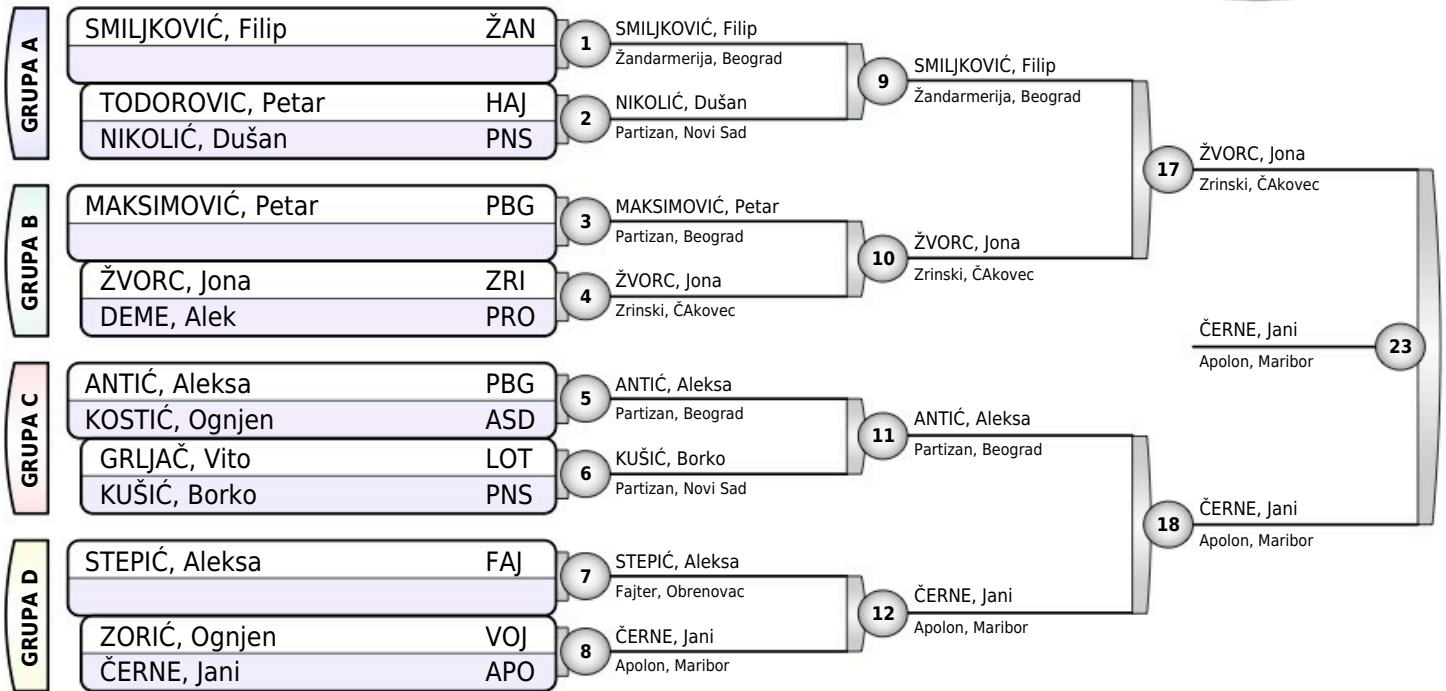 GRUPA A
SMILJKOVIĆ, Filip ŽAN
TODOROVIC, Petar HAJ
NIKOLIĆ, Dušan PNS
GRUPA B
MAKSIMOVIĆ, Petar PBG
ŽVORC, Jona ZRI
DEME, Alek PRO
GRUPA C
ANTIĆ, Aleksa PBG
KOSTIĆ, Ognjen ASD
GRLJAČ, Vito LOT
KUŠIĆ, Borko PNS
GRUPA D
STEPIĆ, Aleksa FAJ
ZORIĆ, Ognjen VOJ
ČERNE, Jani APO
1
SMILJKOVIĆ, Filip
Žandarmerija, Beograd
2
NIKOLIĆ, Dušan
Partizan, Novi Sad
3
MAKSIMOVIĆ, Petar
Partizan, Beograd
4
ŽVORC, Jona
Zrinski, ČAkovec
5
ANTIĆ, Aleksa
Partizan, Beograd
6
KUŠIĆ, Borko
Partizan, Novi Sad
7
STEPIĆ, Aleksa
Fajter, Obrenovac
8
ČERNE, Jani
Apolon, Maribor
9
SMILJKOVIĆ, Filip
Žandarmerija, Beograd
10
ŽVORC, Jona
Zrinski, ČAkovec
11
ANTIĆ, Aleksa
Partizan, Beograd
12
ČERNE, Jani
Apolon, Maribor
17
ŽVORC, Jona
Zrinski, ČAkovec
18
ČERNE, Jani
Apolon, Maribor
ČERNE, Jani
Apolon, Maribor
23